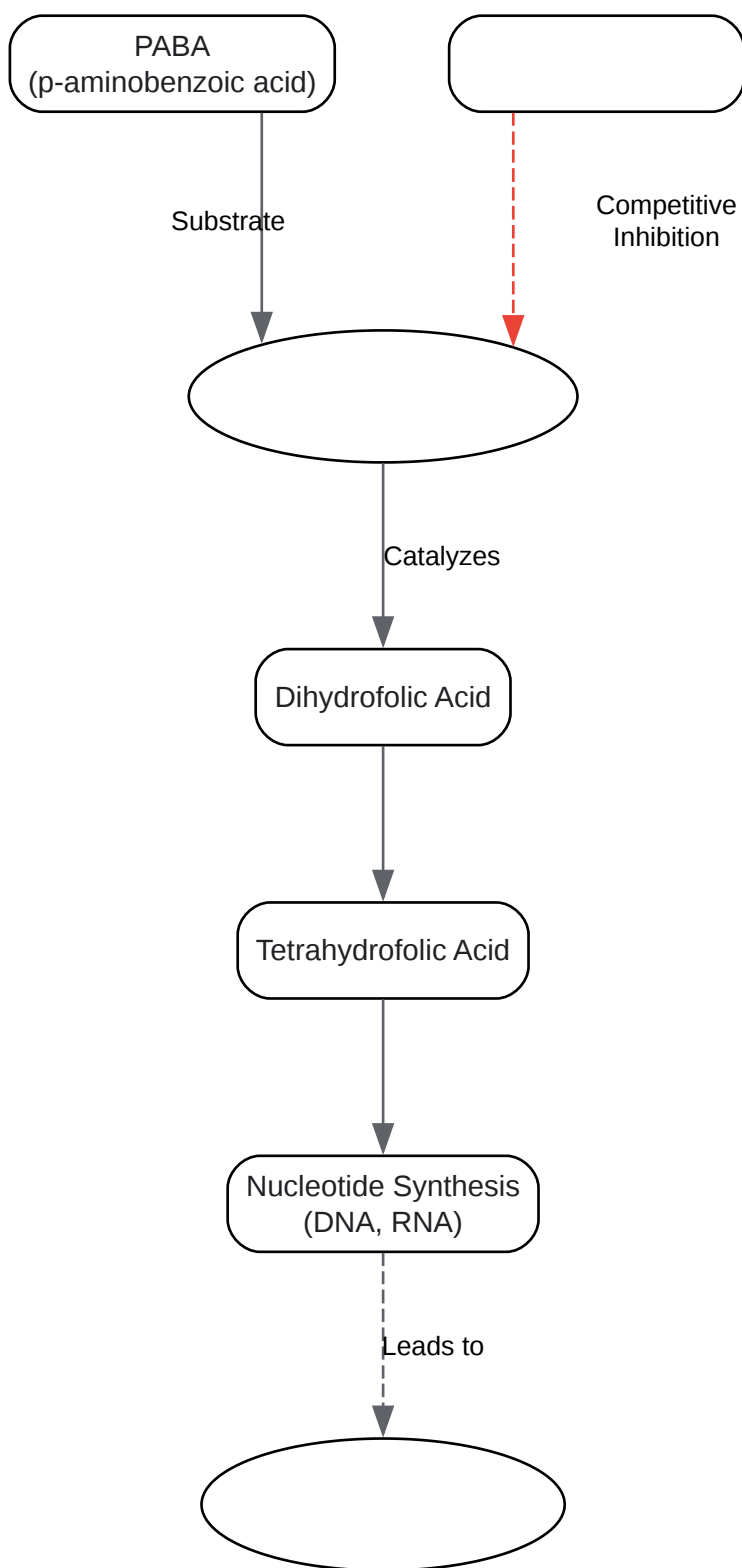 PABA
(p-aminobenzoic acid)
Substrate
Competitive
Inhibition
Catalyzes
Dihydrofolic Acid
Tetrahydrofolic Acid
Nucleotide Synthesis
(DNA, RNA)
Leads to